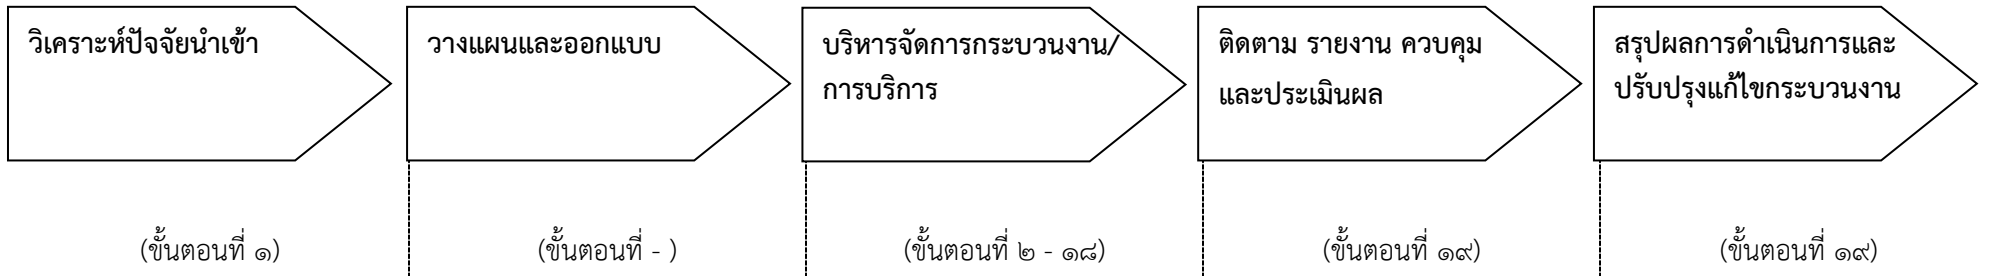 วิเคราะห์ปัจจัยนำเข้า
วางแผนและออกแบบ
บริหารจัดการกระบวนงาน/
การบริการ
ติดตาม รายงาน ควบคุม
และประเมินผล
สรุปผลการดำเนินการและ
ปรับปรุงแก้ไขกระบวนงาน
(ขั้นตอนที่ ๑)
(ขั้นตอนที่ - )
(ขั้นตอนที่ ๒ - ๑๘)
(ขั้นตอนที่ ๑๙)
(ขั้นตอนที่ ๑๙)